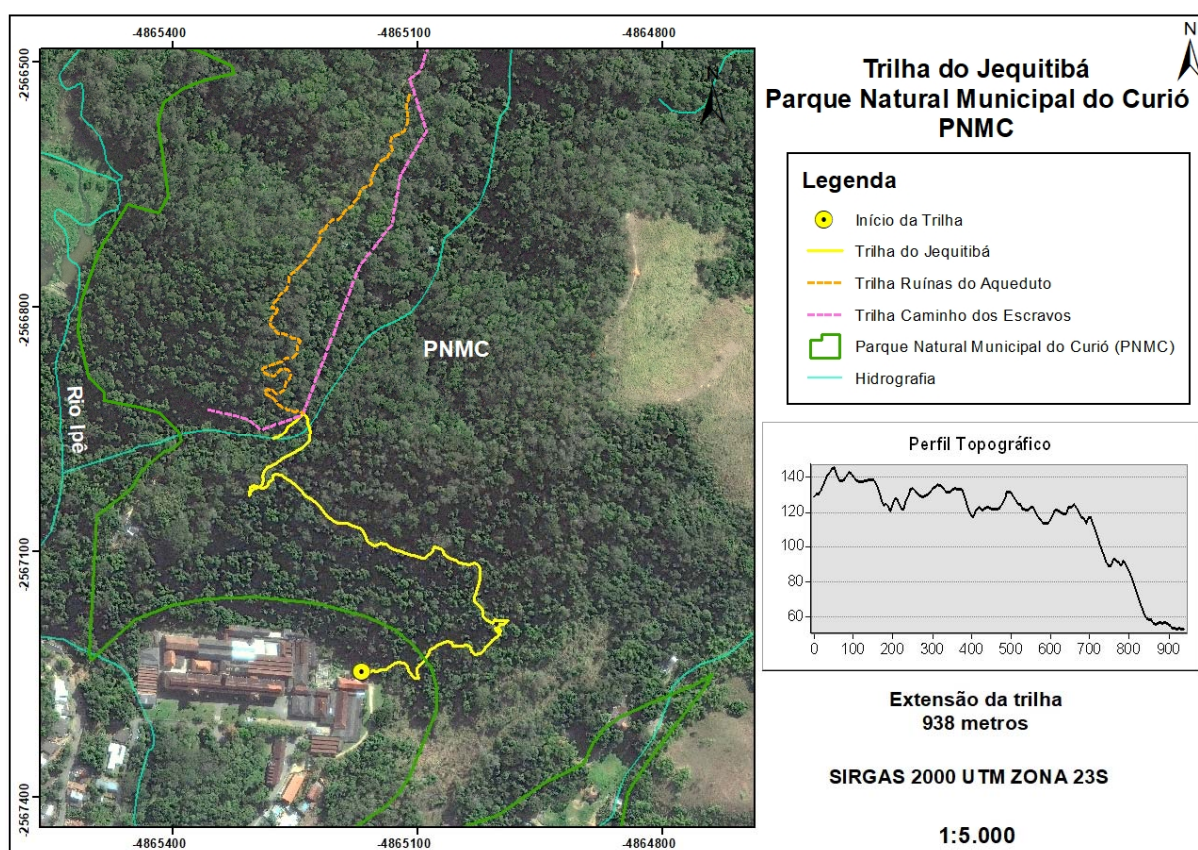 -4865400
-4865100
-4864800
-2566500
-2566800
-2567100
-2567400
N
PNMC
Rio Ipê
-4865400
-4865100
-4864800
N
Trilha do Jequitibá
Parque Natural Municipal do Curió
PNMC
Legenda
Início da Trilha
Trilha do Jequitibá
Trilha Ruínas do Aqueduto
Trilha Caminho dos Escravos
Parque Natural Municipal do Curió (PNMC)
Hidrografia
Perfil Topográfico
140
120
100
80
60
0 100 200 300 400 500 600 700 800 900
Extensão da trilha
938 metros
SIRGAS 2000 UTM ZONA 23S
1:5.000